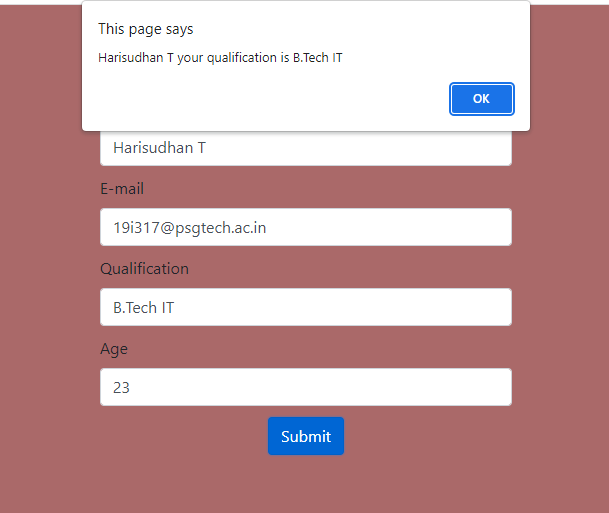 This page says
Harisudhan T your qualification is B.Tech IT
OK
Harisudhan T
E-mail
19i317@psgtech.ac.in
Qualification
B.Tech IT
Age
23
Submit